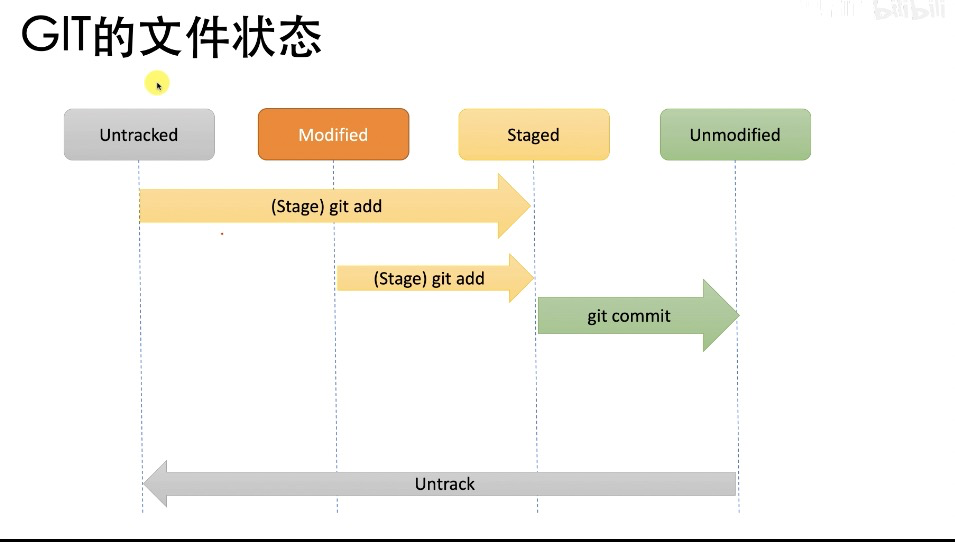 bilibili
GIT的文件状态
Untracked
Modified
Staged
Unmodified
(Stage) git add
(Stage) git add
git commit
Untrack